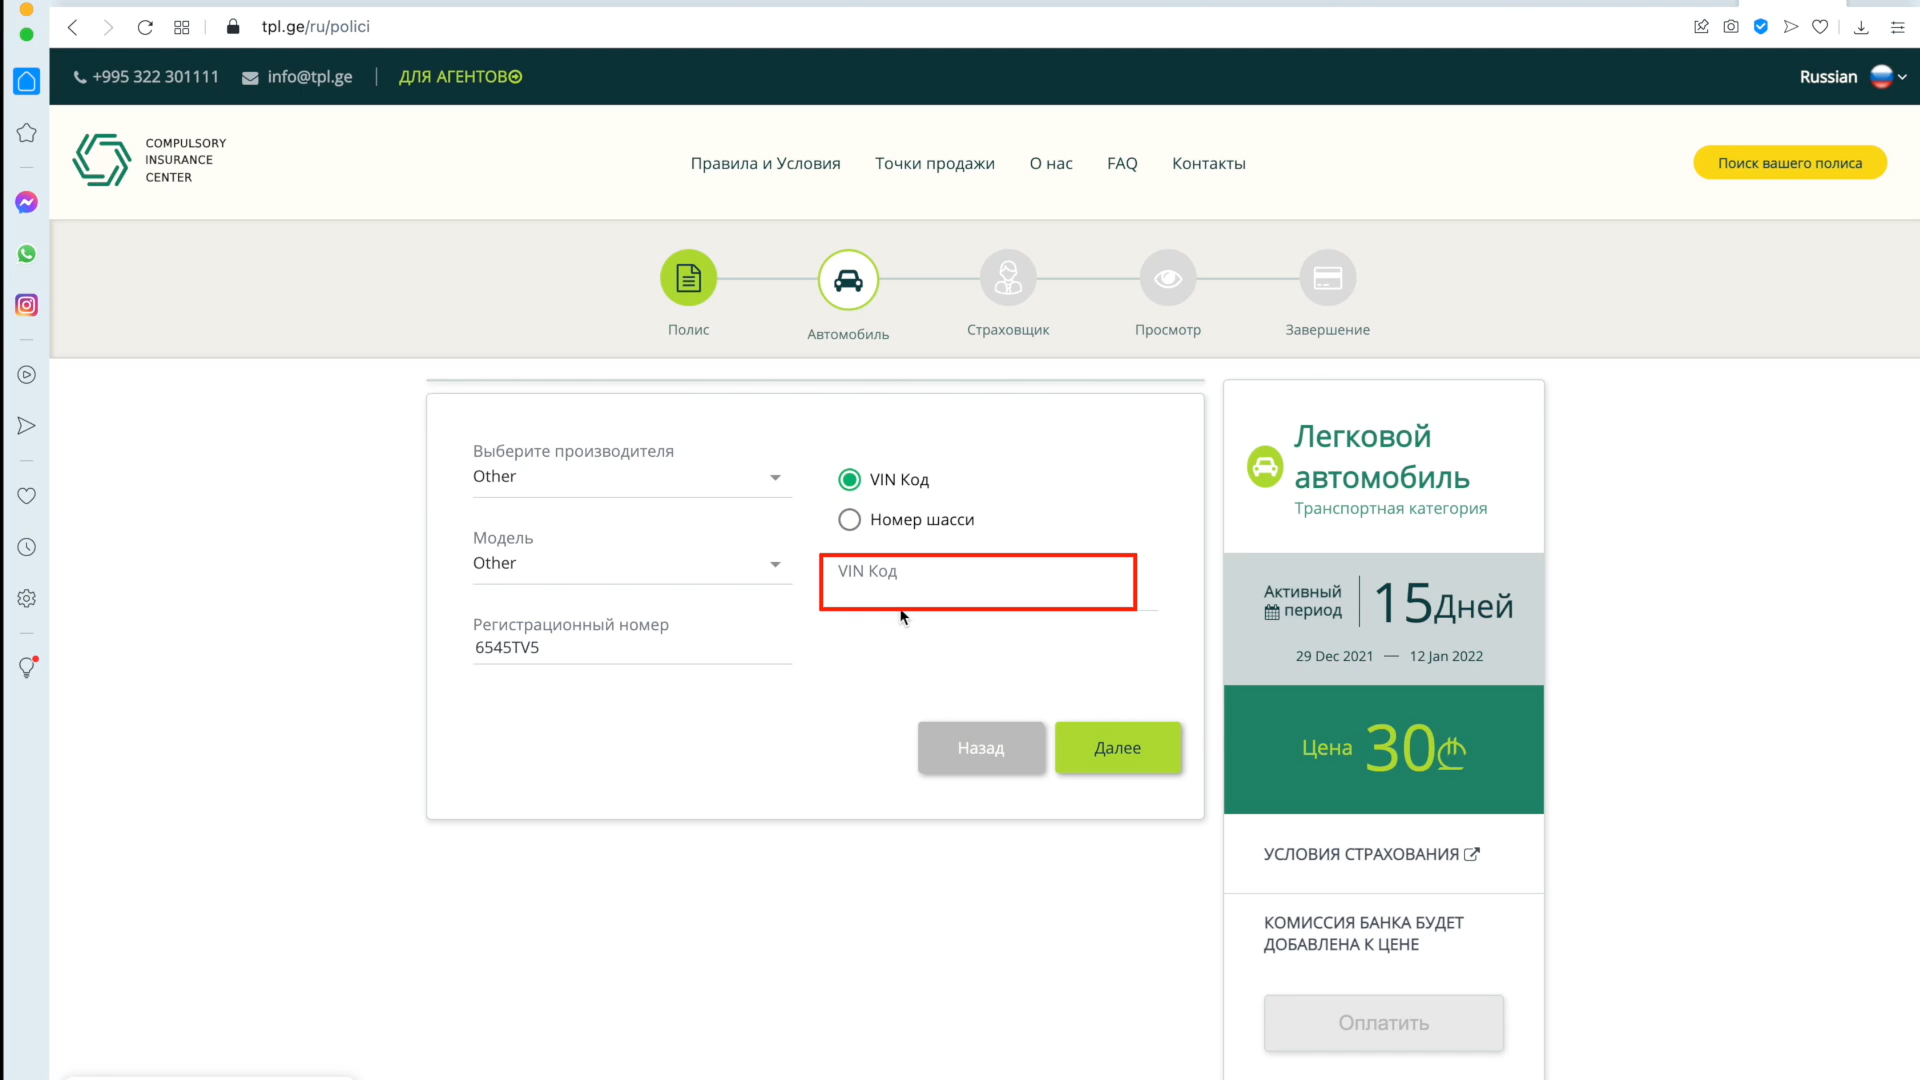 tpl.ge/ru/polici
+995 322 301111
info@tpl.ge
ДЛЯ АГЕНТОВ
Russian
COMPULSORY
INSURANCE
CENTER
Правила и Условия
Точки продажи
О нас
FAQ
Контакты
Поиск вашего полиса
Полис
Автомобиль
Страховщик
Просмотр
Завершение
Выберите производителя
Other
Модель
Other
Регистрационный номер
6545TV5
VIN Код
Номер шасси
VIN Код
Назад
Далее
Легковой
автомобиль
Транспортная категория
Активный
период
15Дней
29 Dec 2021 — 12 Jan 2022
Цена 30₾
УСЛОВИЯ СТРАХОВАНИЯ
КОМИССИЯ БАНКА БУДЕТ
ДОБАВЛЕНА К ЦЕНЕ
Оплатить